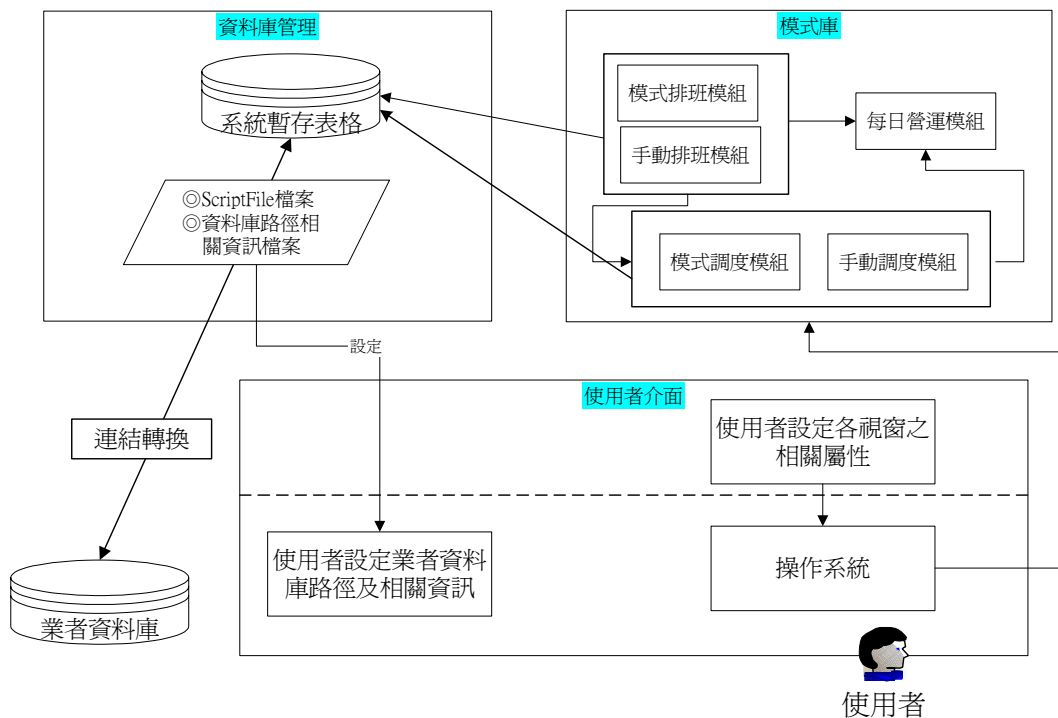 資料庫管理
系統暫存表格
◎ScriptFile檔案
◎資料庫路徑相
關資訊檔案
模式庫
模式排班模組
手動排班模組
每日營運模組
模式調度模組
手動調度模組
設定
連結轉換
業者資料庫
使用者介面
使用者設定各視窗之
相關屬性
使用者設定業者資料
庫路徑及相關資訊
操作系統
使用者